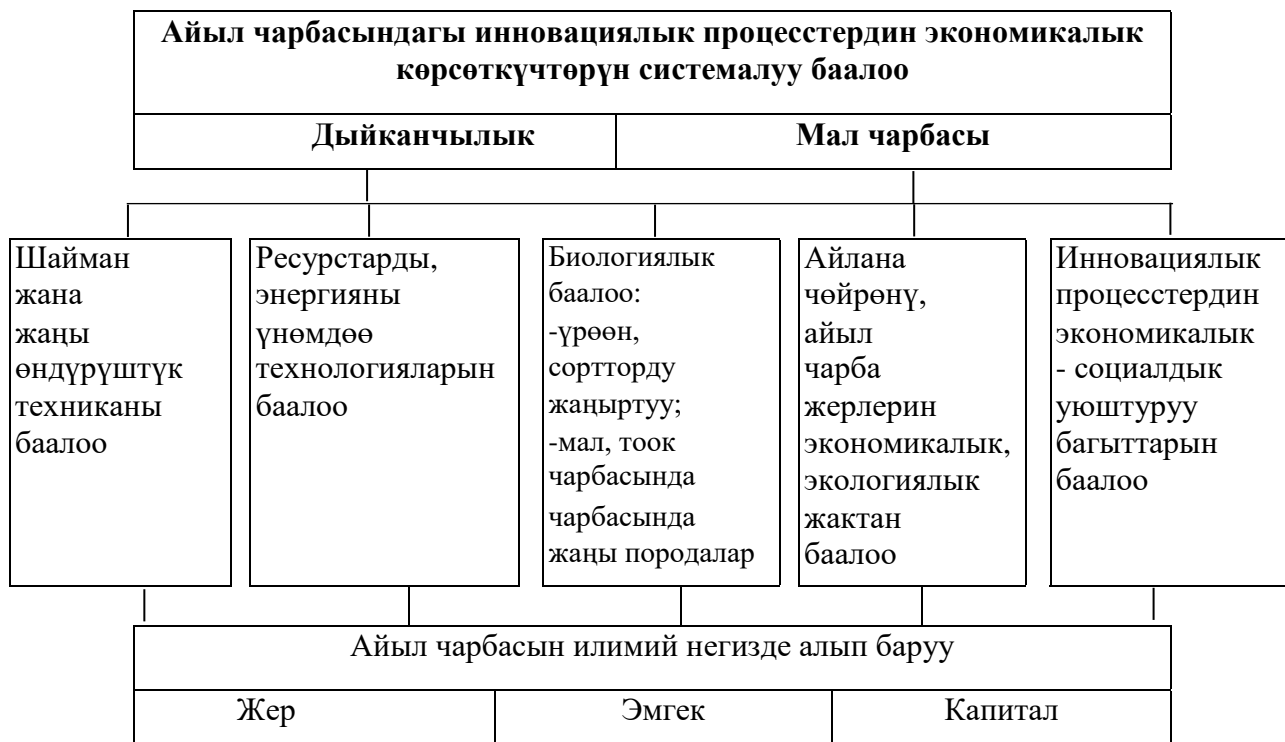 Айыл чарбасындагы инновациялык процесстердин экономикалык
көрсөткүчтөрүн системалуу баалоо
Дыйканчылык
Мал чарбасы
Шайман
жана
жаңы
өндүрүштүк
техниканы
баалоо
Ресурстарды,
энергияны
үнөмдөө
технологияларын
баалоо
Биологиялык
баалоо:
-үрөөн,
сортторду
жаңыртуу;
-мал, тоок
чарбасында
чарбасында
жаңы породалар
Айлана
чөйрөнү,
айыл
чарба
жерлерин
экономикалык,
экологиялык
жактан
баалоо
Инновациялык
процесстердин
экономикалык
- социалдык
уюштуруу
багыттарын
баалоо
Айыл чарбасын илимий негизде алып баруу
Жер
Эмгек
Капитал